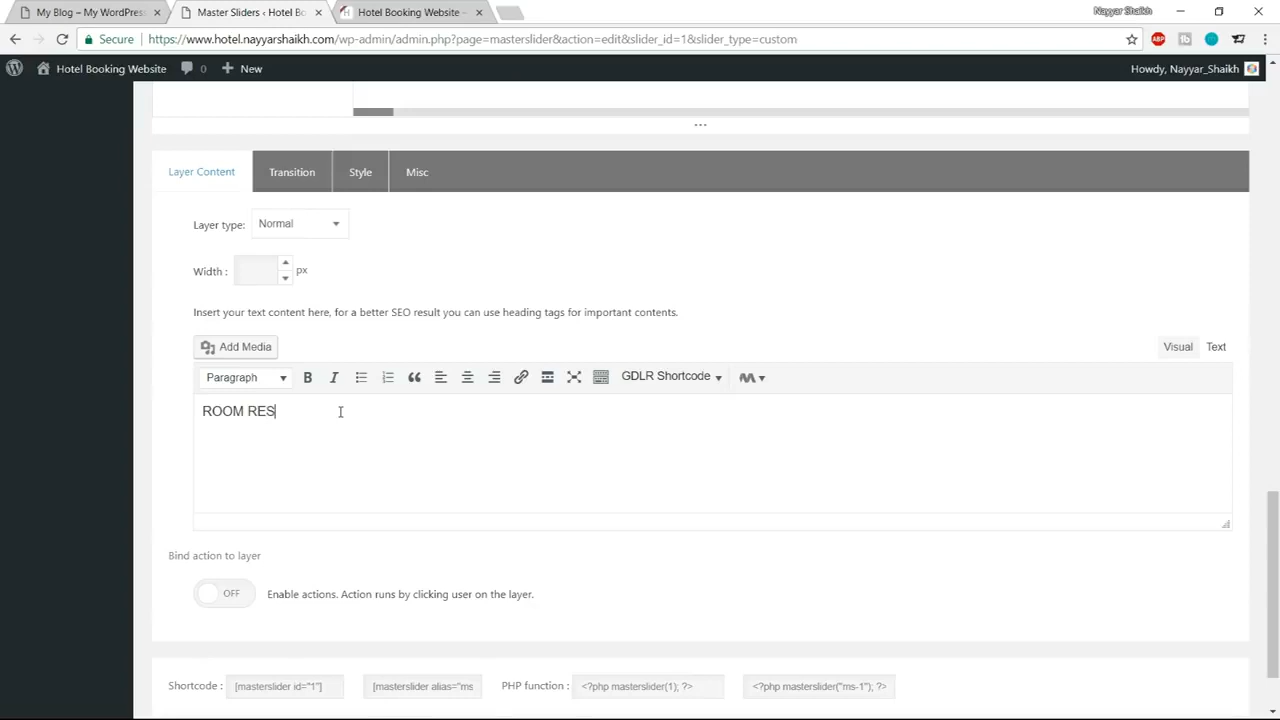 My Blog – My WordPress
Master Sliders ‹ Hotel Bo
Hotel Booking Website –
Nayyar Shaikh
Secure
https://www.hotel.nayyarshaikh.com/wp-admin/admin.php?page=masterslider&action=edit&slider_id=1&slider_type=custom
ABP
Hotel Booking Website
0
New
Howdy, Nayyar_Shaikh
Layer Content
Transition
Style
Misc
Layer type:
Normal
Width :
px
Insert your text content here, for a better SEO result you can use heading tags for important contents.
Add Media
Visual
Text
Paragraph
B
I
GDLR Shortcode
ROOM RES
Bind action to layer
OFF
Enable actions. Action runs by clicking user on the layer.
Shortcode :
[masterslider id="1"]
[masterslider alias="ms
PHP function :
<?php masterslider(1); ?>
<?php masterslider("ms-1"); ?>